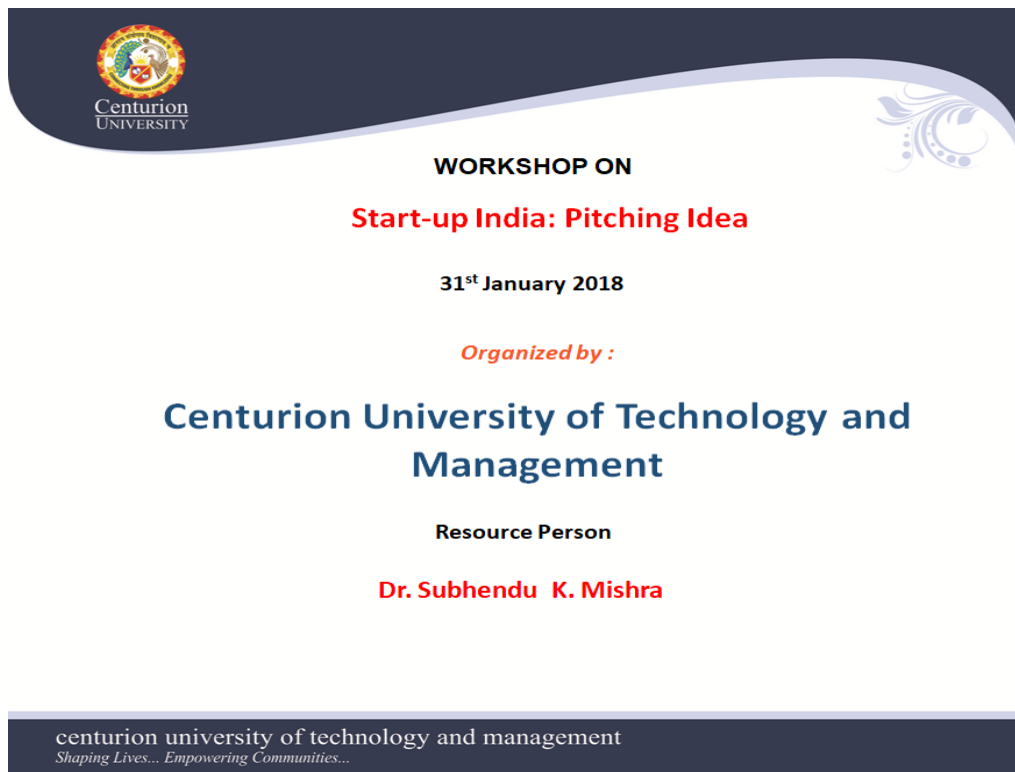 Centurion
UNIVERSITY
WORKSHOP ON
Start-up India: Pitching Idea
31st January 2018
Organized by :
Centurion University of Technology and
Management
Resource Person
Dr. Subhendu K. Mishra
centurion university of technology and management
Shaping Lives... Empowering Communities...